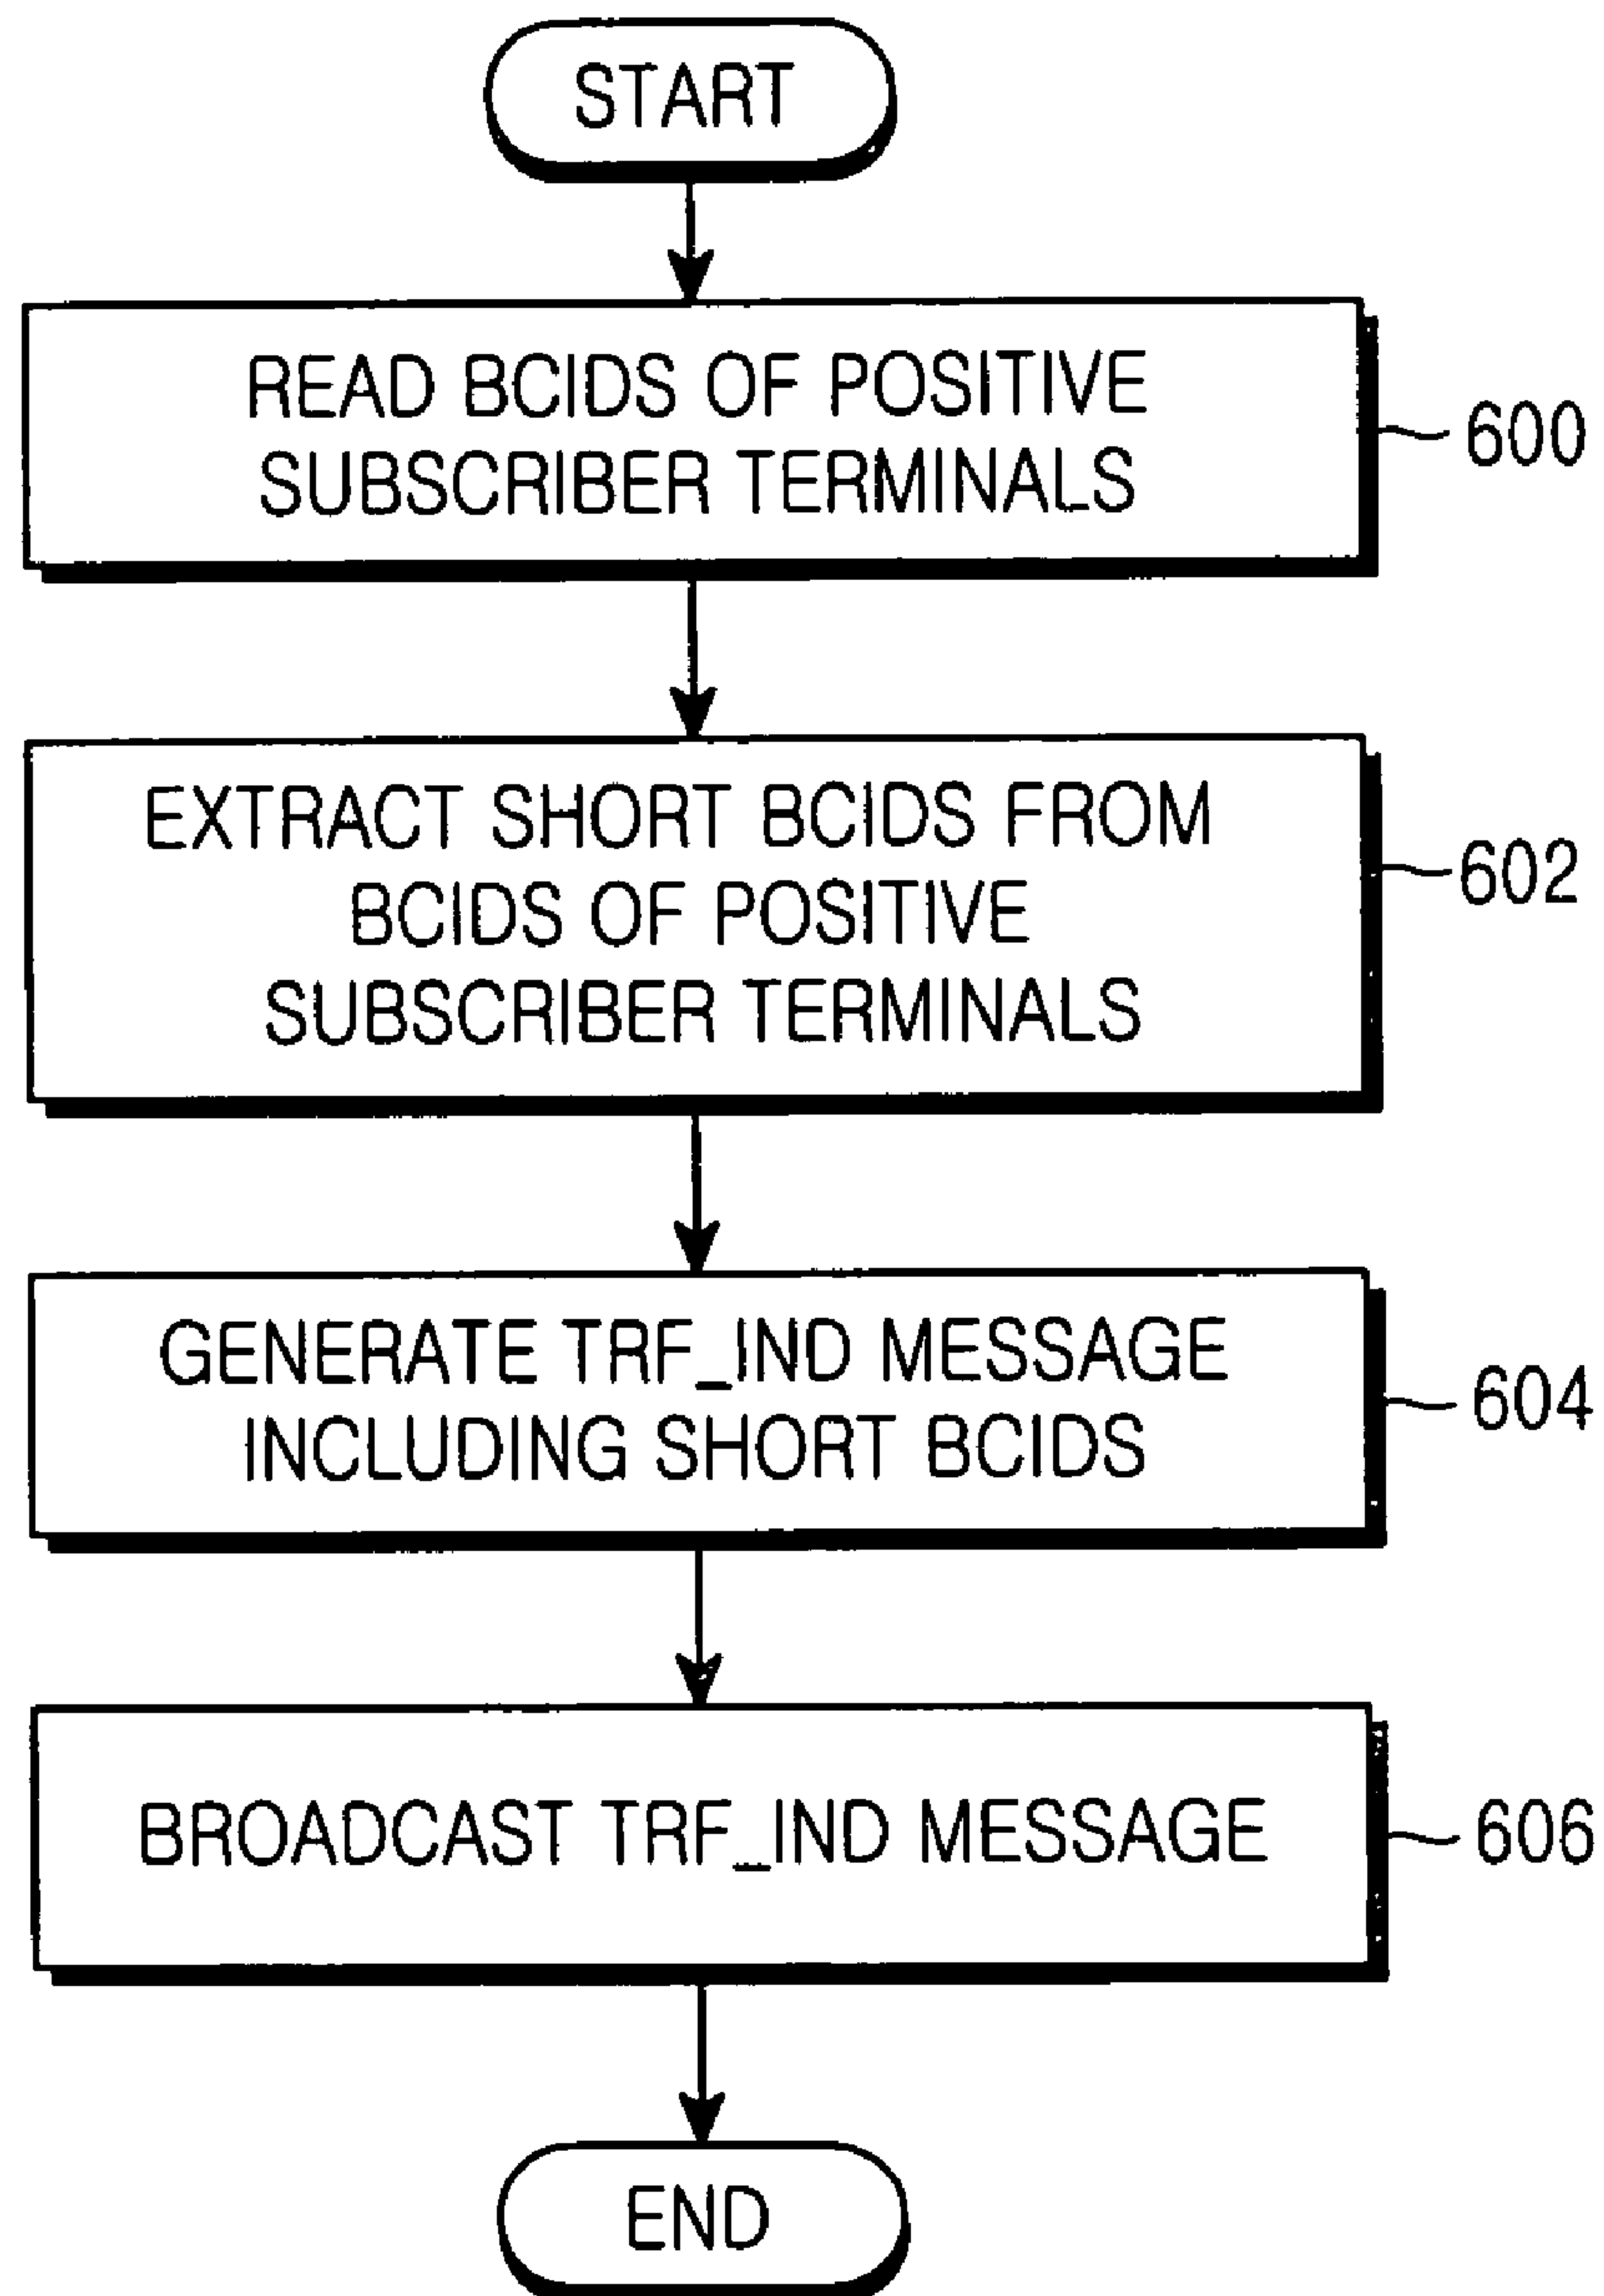 START
READ BCIDS OF POSITIVE
SUBSCRIBER TERMINALS
600
EXTRACT SHORT BCIDS FROM
BCIDS OF POSITIVE
SUBSCRIBER TERMINALS
602
GENERATE TRF_IND MESSAGE
INCLUDING SHORT BCIDS
604
BROADCAST TRF_IND MESSAGE
606
END